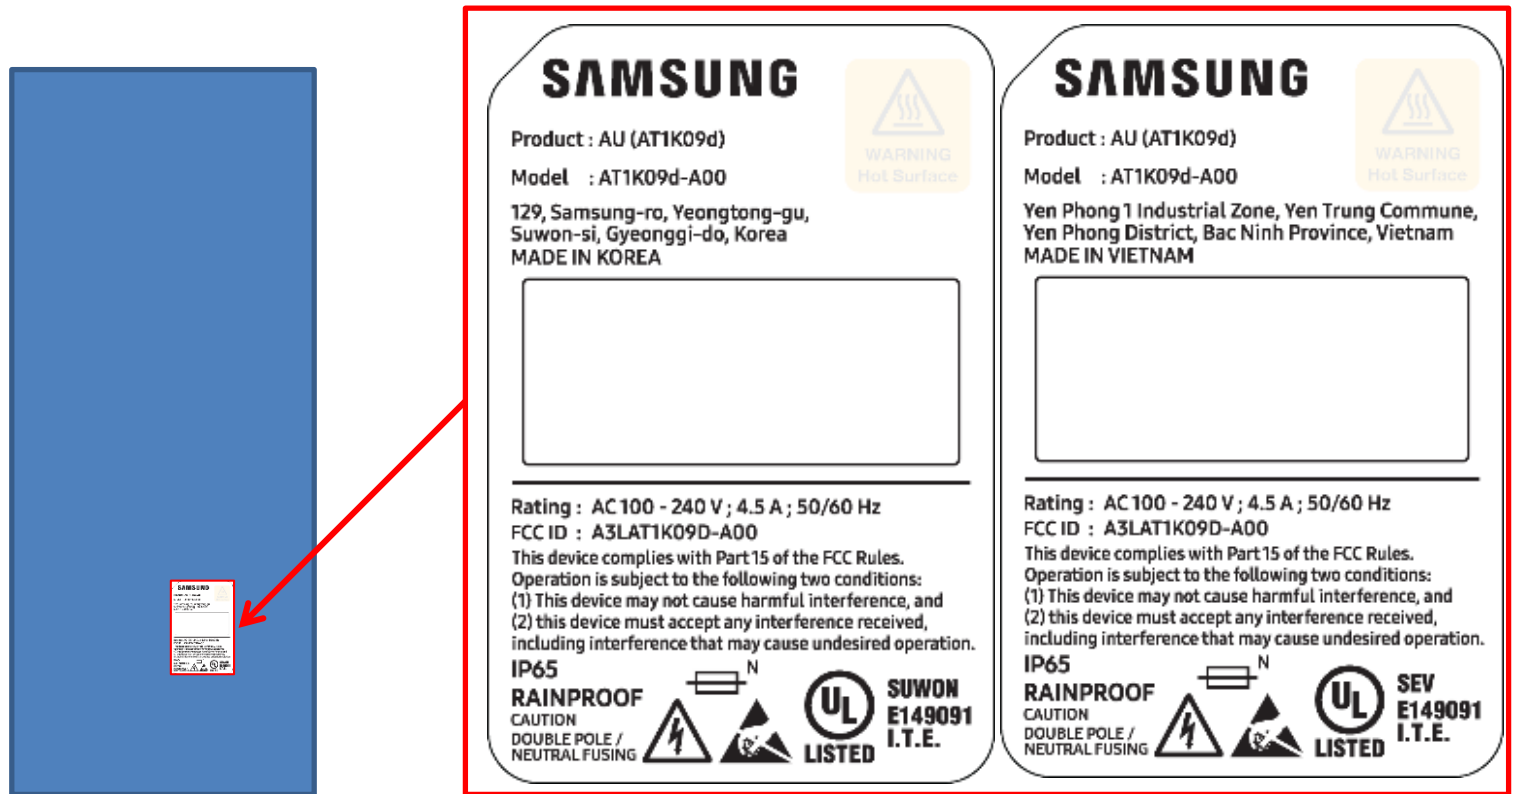 SAMSUNG
WARNING
Hot Surface
Product : AU (AT1K09d)
Model : AT1K09d-A00
129, Samsung-ro, Yeongtong-gu,
Suwon-si, Gyeonggi-do, Korea
MADE IN KOREA
Rating : AC 100 - 240 V ; 4.5 A ; 50/60 Hz
FCC ID : A3LAT1K09D-A00
This device complies with Part 15 of the FCC Rules.
Operation is subject to the following two conditions:
(1) This device may not cause harmful interference, and
(2) this device must accept any interference received,
including interference that may cause undesired operation.
IP65
RAINPROOF
CAUTION
DOUBLE POLE /
NEUTRAL FUSING
N
UL
LISTED
SUWON
E149091
I.T.E.
SAMSUNG
WARNING
Hot Surface
Product : AU (AT1K09d)
Model : AT1K09d-A00
Yen Phong 1 Industrial Zone, Yen Trung Commune,
Yen Phong District, Bac Ninh Province, Vietnam
MADE IN VIETNAM
Rating : AC 100 - 240 V ; 4.5 A ; 50/60 Hz
FCC ID : A3LAT1K09D-A00
This device complies with Part 15 of the FCC Rules.
Operation is subject to the following two conditions:
(1) This device may not cause harmful interference, and
(2) this device must accept any interference received,
including interference that may cause undesired operation.
IP65
RAINPROOF
CAUTION
DOUBLE POLE /
NEUTRAL FUSING
N
UL
LISTED
SEV
E149091
I.T.E.
SAMSUNG